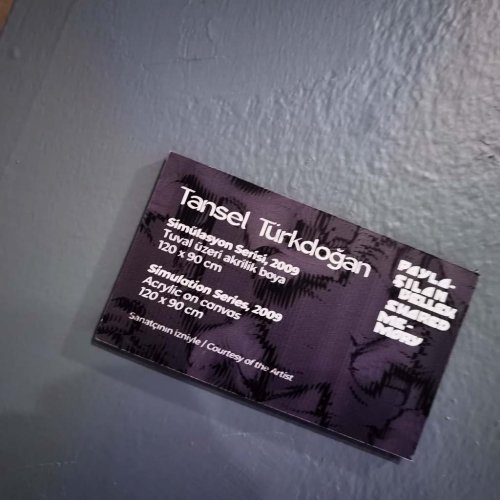 Tansel Türkdoğan
Simülasyon Serisi, 2009
Tuval üzeri akrilik boya
120 x 90 cm
Simulation Series, 2009
Acrylic on canvas
120 x 90 cm
Sanatçının izniyle / Courtesy of the Artist
PAYLA-
ŞILAN
BELLEK
SHARED
ME-
MORY